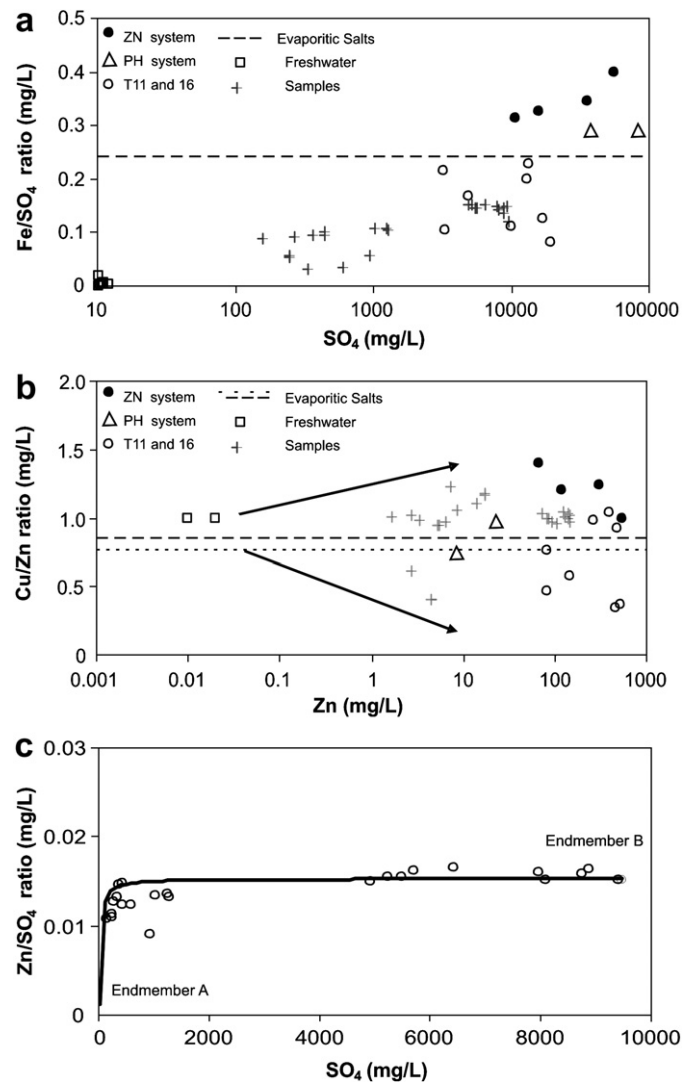 a
0.5
0.4
0.3
0.2
0.1
0
Fe/SO4 ratio (mg/L)
ZN system
Evaporitic Salts
PH system
Freshwater
T11 and 16
Samples
10
100
1000
10000
100000
SO4 (mg/L)
b
2.0
1.5
1.0
0.5
0
Cu/Zn ratio (mg/L)
ZN system
Evaporitic Salts
PH system
Freshwater
T11 and 16
Samples
0.001
0.01
0.1
1
10
100
1000
Zn (mg/L)
c
0.03
0.02
0.01
0
Zn/SO4 ratio (mg/L)
Endmember B
Endmember A
0
2000
4000
6000
8000
10000
SO4 (mg/L)